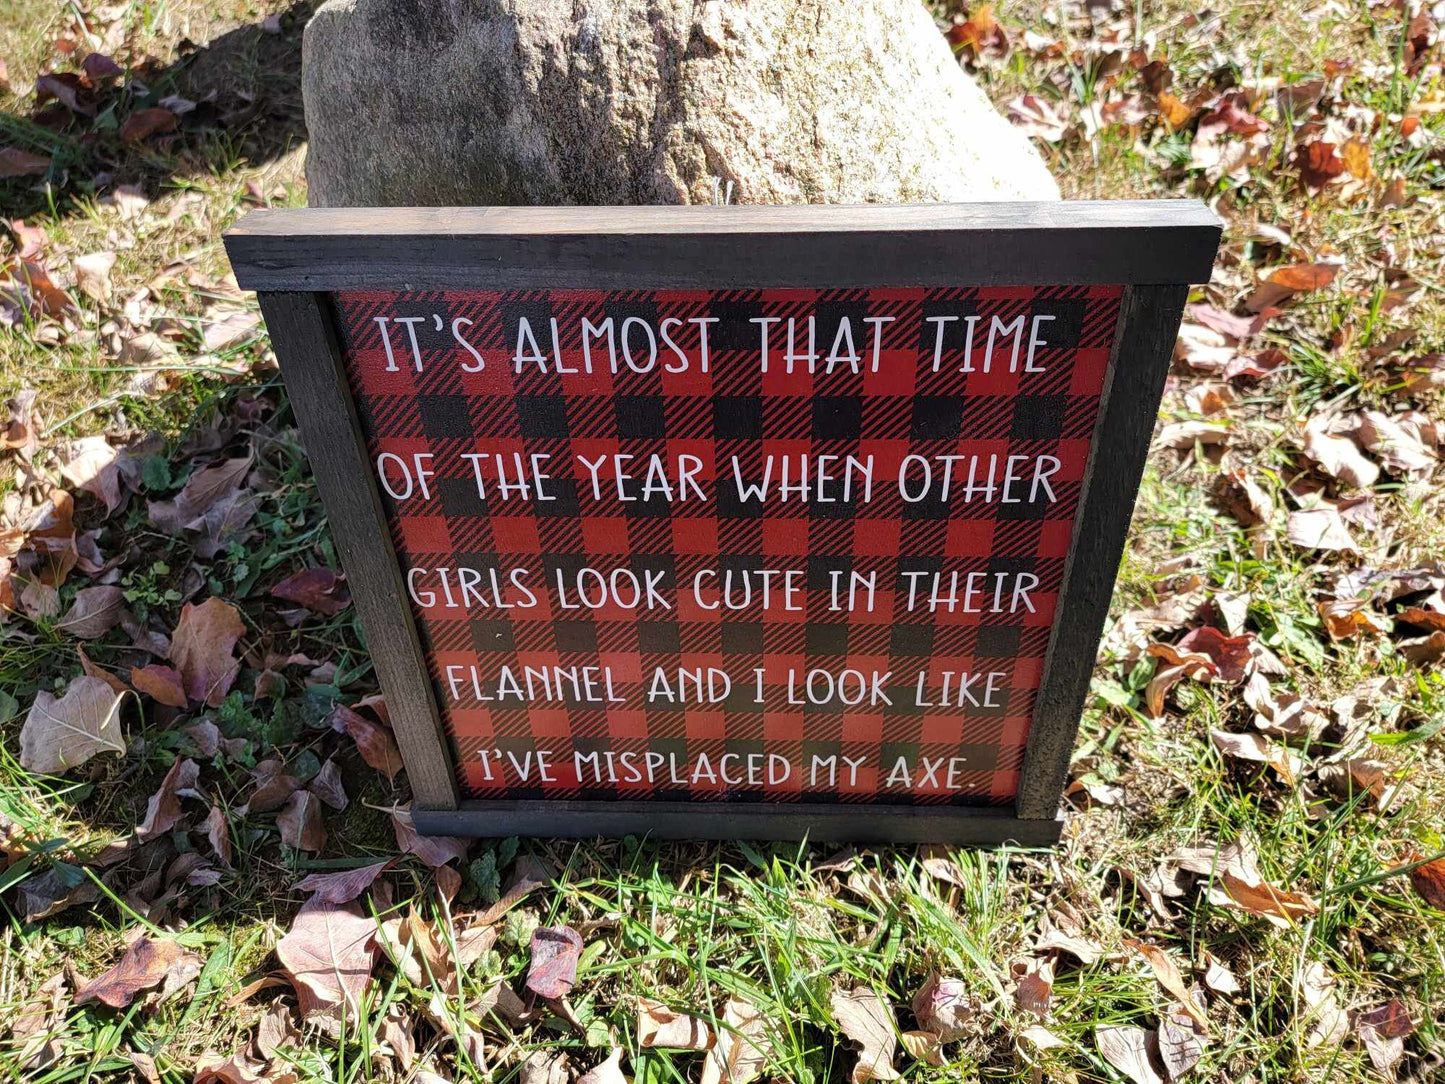 IT'S ALMOST THAT TIME
OF THE YEAR WHEN OTHER
GIRLS LOOK CUTE IN THEIR
FLANNEL AND I LOOK LIKE
I'VE MISPLACED MY AXE.